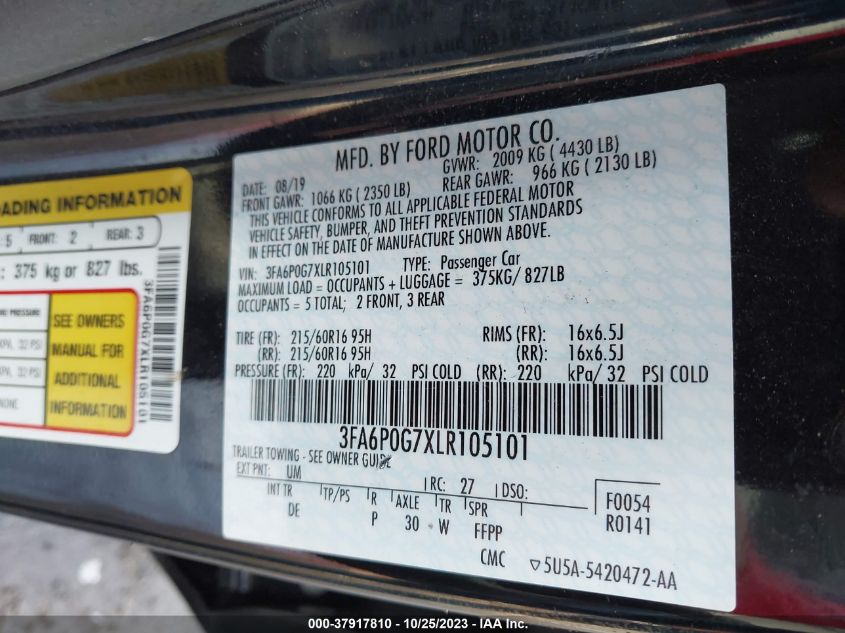 ADING INFORMATION
: 5 FRONT: 2 REAR: 3
: 375 kg or 827 lbs.
PRESSURE
SEE OWNERS
MANUAL FOR
ADDITIONAL
INFORMATION
KPA, 32 PSI
NONE
3FA6P0G7XLR105101
MFD. BY FORD MOTOR CO.
DATE: 08/19 GVWR: 2009 KG ( 4430 LB)
FRONT GAWR: 1066 KG ( 2350 LB) REAR GAWR: 966 KG ( 2130 LB)
THIS VEHICLE CONFORMS TO ALL APPLICABLE FEDERAL MOTOR
VEHICLE SAFETY, BUMPER, AND THEFT PREVENTION STANDARDS
IN EFFECT ON THE DATE OF MANUFACTURE SHOWN ABOVE.
VIN: 3FA6P0G7XLR105101 TYPE: Passenger Car
MAXIMUM LOAD = OCCUPANTS + LUGGAGE = 375KG/ 827LB
OCCUPANTS = 5 TOTAL; 2 FRONT, 3 REAR
TIRE (FR): 215/60R16 95H RIMS (FR): 16x6.5J
(RR): 215/60R16 95H (RR): 16x6.5J
PRESSURE (FR): 220 kPa/ 32 PSI COLD (RR): 220 kPa/ 32 PSI COLD
3FA6P0G7XLR105101
TRAILER TOWING - SEE OWNER GUIDE
EXT PNT: UM RC: 27 DSO: F0054
INT TR TP/PS R AXLE TR SPR R0141
DE P 30 W FFPP
CMC ▽5U5A-5420472-AA
000-37917810 - 10/25/2023 - IAA Inc.